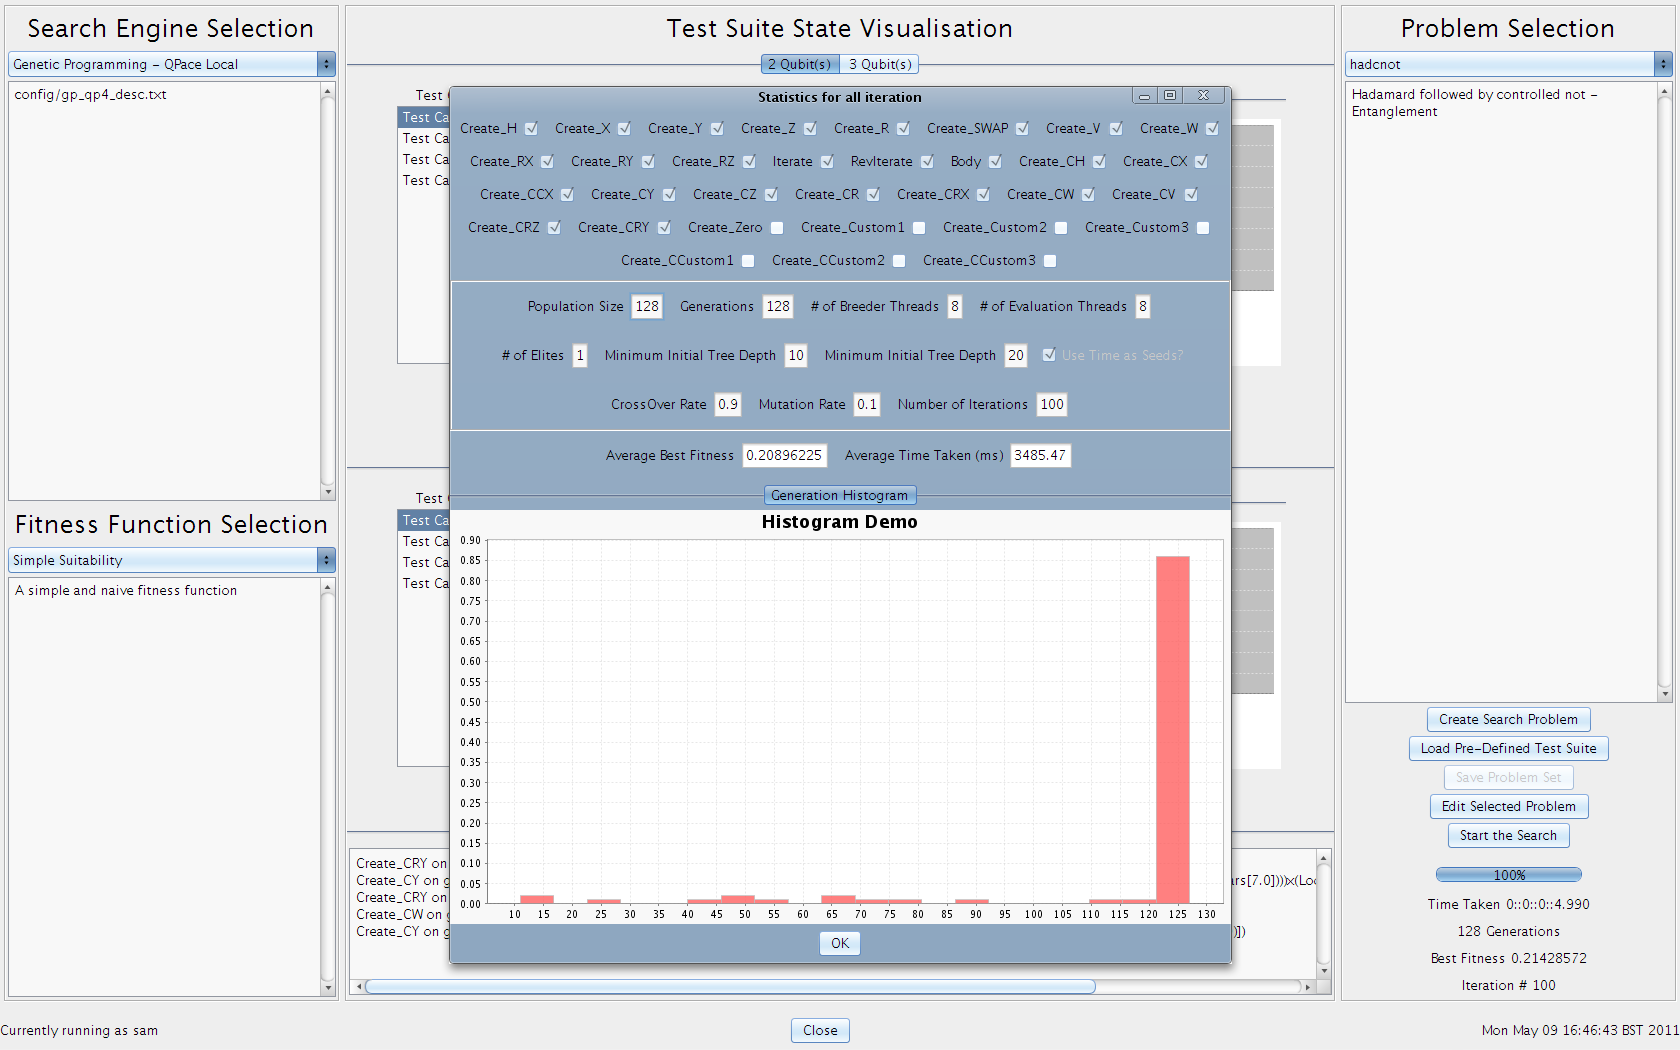 Search Engine Selection
Genetic Programming – QPace Local
config/gp_qp4_desc.txt
Fitness Function Selection
Simple Suitability
A simple and naive fitness function
Test Suite State Visualisation
2 Qubit(s) 3 Qubit(s)
Test
Test Ca
Test Ca
Test Ca
Test Ca
Test
Test Ca
Test Ca
Test Ca
Test Ca
Statistics for all iteration
Create_H Create_X Create_Y Create_Z Create_R Create_SWAP Create_V Create_W
Create_RX Create_RY Create_RZ Iterate RevIterate Body Create_CH Create_CX
Create_CCX Create_CY Create_CZ Create_CR Create_CRX Create_CW Create_CV
Create_CRZ Create_CRY Create_Zero Create_Custom1 Create_Custom2 Create_Custom3
Create_CCustom1 Create_CCustom2 Create_CCustom3
Population Size 128 Generations 128 # of Breeder Threads 8 # of Evaluation Threads 8
# of Elites 1 Minimum Initial Tree Depth 10 Minimum Initial Tree Depth 20 Use Time as Seeds?
CrossOver Rate 0.9 Mutation Rate 0.1 Number of Iterations 100
Average Best Fitness 0.20896225 Average Time Taken (ms) 3485.47
Generation Histogram
Histogram Demo
0.90
0.85
0.80
0.75
0.70
0.65
0.60
0.55
0.50
0.45
0.40
0.35
0.30
0.25
0.20
0.15
0.10
0.05
0.00
10 15 20 25 30 35 40 45 50 55 60 65 70 75 80 85 90 95 100 105 110 115 120 125 130
OK
Create_CRY on
Create_CY on g ars[7.0])))x(Loc
Create_CRY on
Create_CW on g
Create_CY on g )])
Problem Selection
hadcnot
Hadamard followed by controlled not –
Entanglement
Create Search Problem
Load Pre-Defined Test Suite
Save Problem Set
Edit Selected Problem
Start the Search
100%
Time Taken 0::0::0::4.990
128 Generations
Best Fitness 0.21428572
Iteration # 100
Currently running as sam
Close
Mon May 09 16:46:43 BST 2011